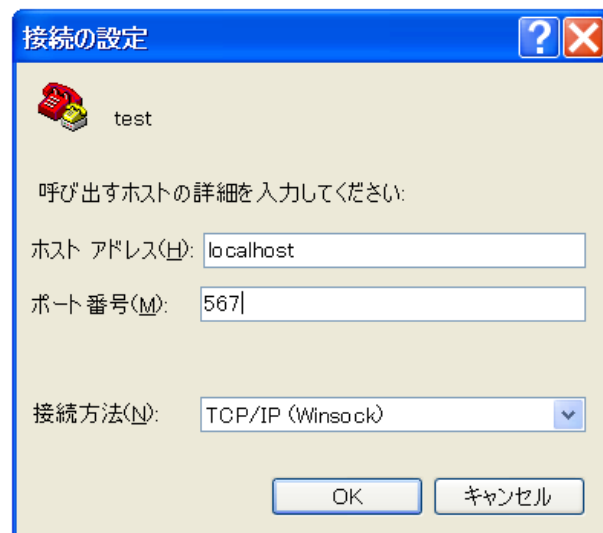 接続の設定
test
呼び出すホストの詳細を入力してください:
ホスト アドレス(H): localhost
ポート番号(M): 567
接続方法(N): TCP/IP (Winsock)
OK キャンセル